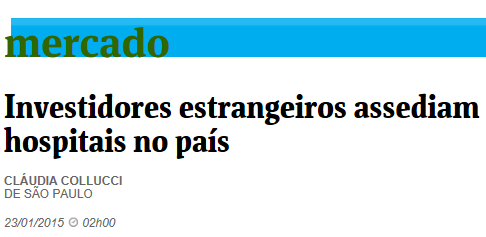 mercado
Investidores estrangeiros assediam
hospitais no país
CLÁUDIA COLLUCCI
DE SÃO PAULO
23/01/2015 02h00